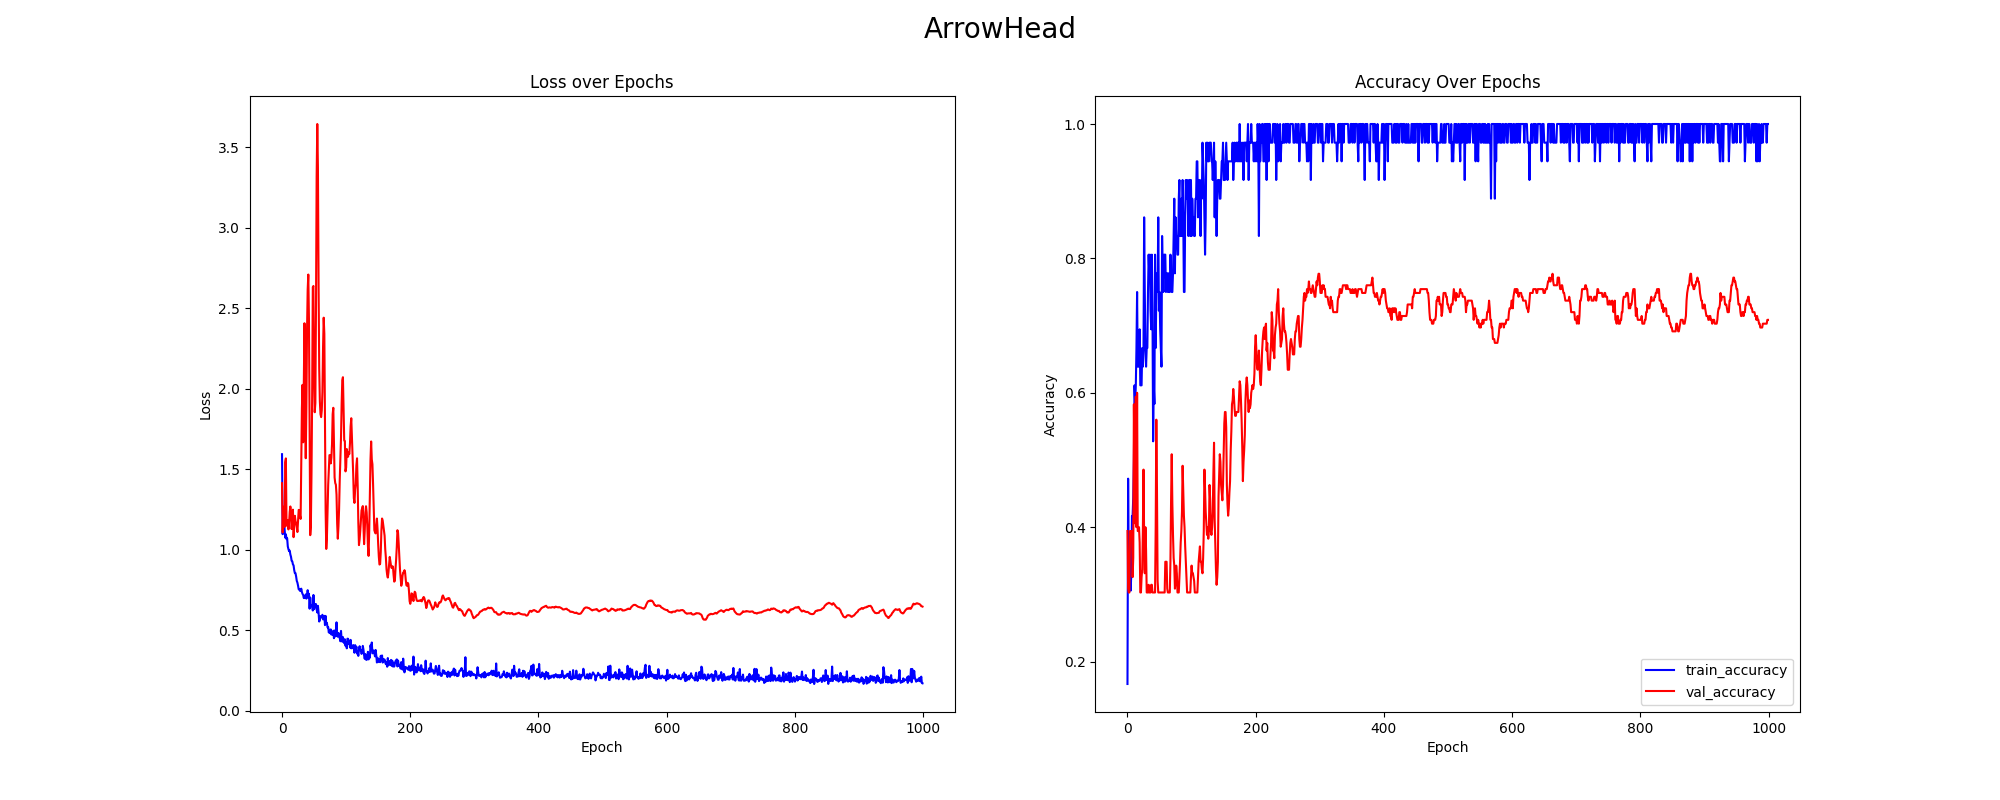 ArrowHead
Loss over Epochs
3.5
3.0
2.5
2.0
1.5
1.0
0.5
0.0
Loss
0 200 400 600 800 1000
Epoch
Accuracy Over Epochs
1.0
0.8
0.6
0.4
0.2
Accuracy
train_accuracy
val_accuracy
0 200 400 600 800 1000
Epoch